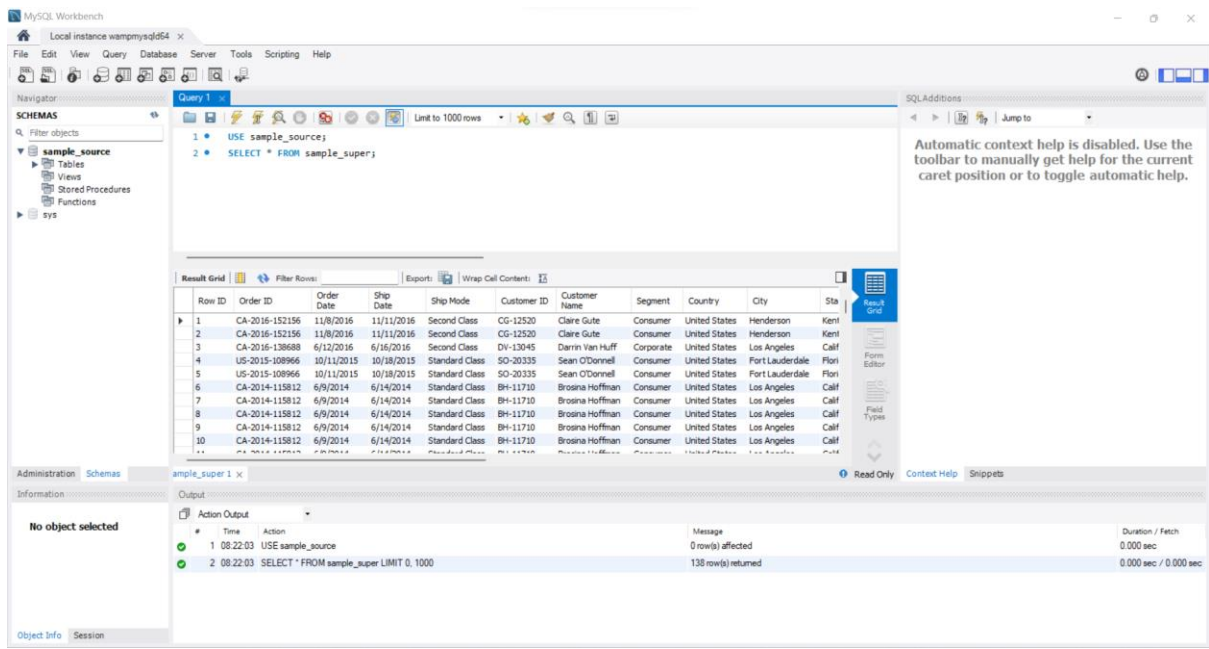 MySQL Workbench
Local instance wampmysqld64
File Edit View Query Database Server Tools Scripting Help
Navigator
SCHEMAS
Filter objects
sample_source
Tables
Views
Stored Procedures
Functions
sys
Administration Schemas
Information
No object selected
Object Info Session
Query 1
Limit to 1000 rows
1 USE sample_source;
2 SELECT * FROM sample_super;
Result Grid Filter Rows: Export: Wrap Cell Content:
Row ID Order ID Order Date Ship Date Ship Mode Customer ID Customer Name Segment Country City Sta
1 CA-2016-152156 11/8/2016 11/11/2016 Second Class CG-12520 Claire Gute Consumer United States Henderson Kent
2 CA-2016-152156 11/8/2016 11/11/2016 Second Class CG-12520 Claire Gute Consumer United States Henderson Kent
3 CA-2016-138688 6/12/2016 6/16/2016 Second Class DV-13045 Darrin Van Huff Corporate United States Los Angeles Calif
4 US-2015-108966 10/11/2015 10/18/2015 Standard Class SO-20335 Sean O'Donnell Consumer United States Fort Lauderdale Flori
5 US-2015-108966 10/11/2015 10/18/2015 Standard Class SO-20335 Sean O'Donnell Consumer United States Fort Lauderdale Flori
6 CA-2014-115812 6/9/2014 6/14/2014 Standard Class BH-11710 Brosina Hoffman Consumer United States Los Angeles Calif
7 CA-2014-115812 6/9/2014 6/14/2014 Standard Class BH-11710 Brosina Hoffman Consumer United States Los Angeles Calif
8 CA-2014-115812 6/9/2014 6/14/2014 Standard Class BH-11710 Brosina Hoffman Consumer United States Los Angeles Calif
9 CA-2014-115812 6/9/2014 6/14/2014 Standard Class BH-11710 Brosina Hoffman Consumer United States Los Angeles Calif
10 CA-2014-115812 6/9/2014 6/14/2014 Standard Class BH-11710 Brosina Hoffman Consumer United States Los Angeles Calif
Result Grid
Form Editor
Field Types
ample_super 1
Read Only
SQLAdditions
Jump to
Automatic context help is disabled. Use the
toolbar to manually get help for the current
caret position or to toggle automatic help.
Context Help Snippets
Output
Action Output
# Time Action Message Duration / Fetch
1 08:22:03 USE sample_source 0 row(s) affected 0.000 sec
2 08:22:03 SELECT * FROM sample_super LIMIT 0, 1000 138 row(s) returned 0.000 sec / 0.000 sec